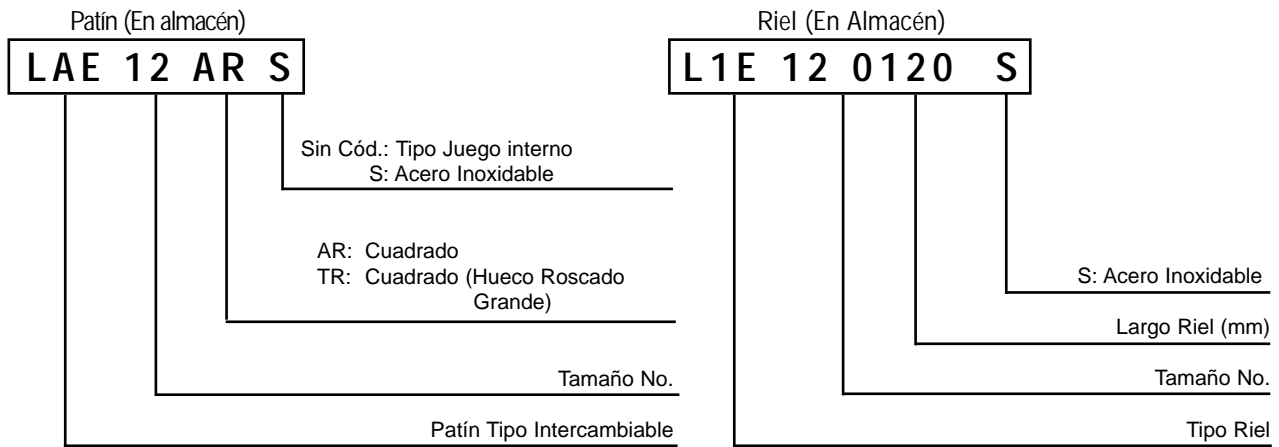 Patín (En almacén)
LAE 12 AR S
Sin Cód.: Tipo Juego interno
S: Acero Inoxidable
AR: Cuadrado
TR: Cuadrado (Hueco Roscado
Grande)
Tamaño No.
Patín Tipo Intercambiable
Riel (En Almacén)
L1E 12 0120 S
S: Acero Inoxidable
Largo Riel (mm)
Tamaño No.
Tipo Riel